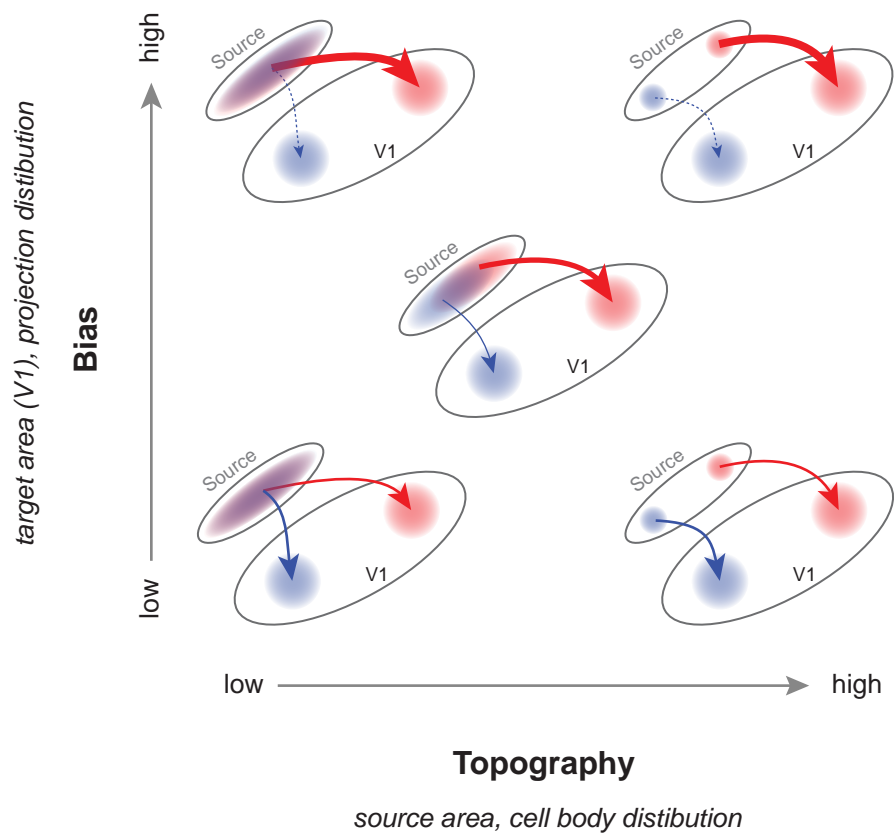 high
Source
V1
Source
V1
target area (V1), projection distibution
Bias
Source
V1
Source
V1
Source
V1
low
low
high
Topography
source area, cell body distibution